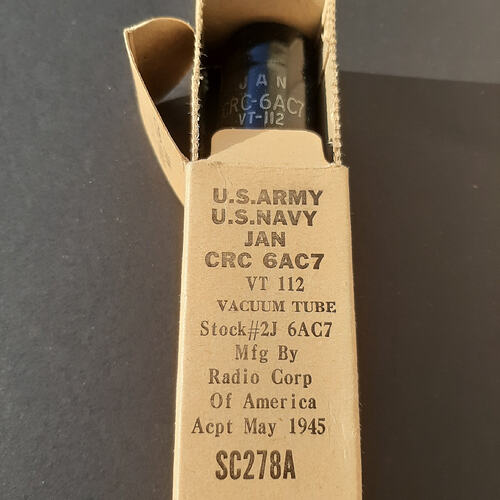 JAN
CRC-6AC7
VT-112
U.S.ARMY
U.S.NAVY
JAN
CRC 6AC7
VT 112
VACUUM TUBE
Stock#2J 6AC7
Mfg By
Radio Corp
Of America
Acpt May 1945
SC278A